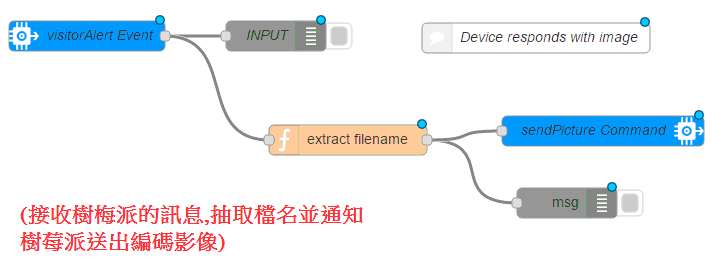 visitorAlert Event
INPUT
Device responds with image
extract filename
sendPicture Command
msg
(接收樹梅派的訊息,抽取檔名並通知
樹莓派送出編碼影像)